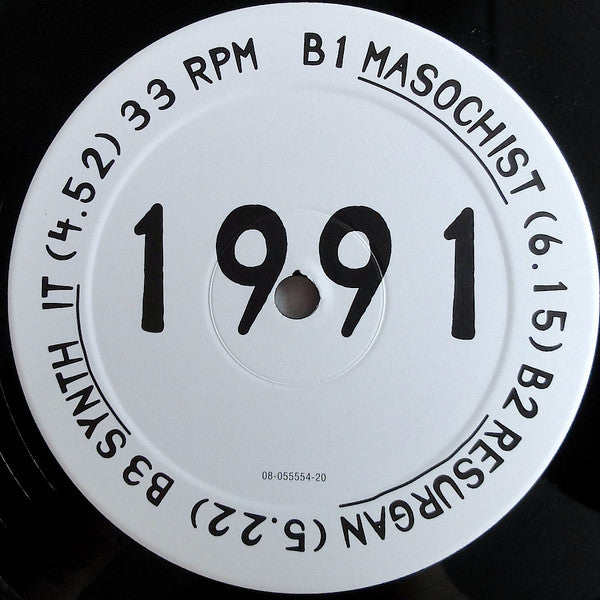 B1 MASOCHIST (6.15) B2 RESURGAN (5.22) B3 SYNTH IT (4.52) 33 RPM
1991
08-055554-20